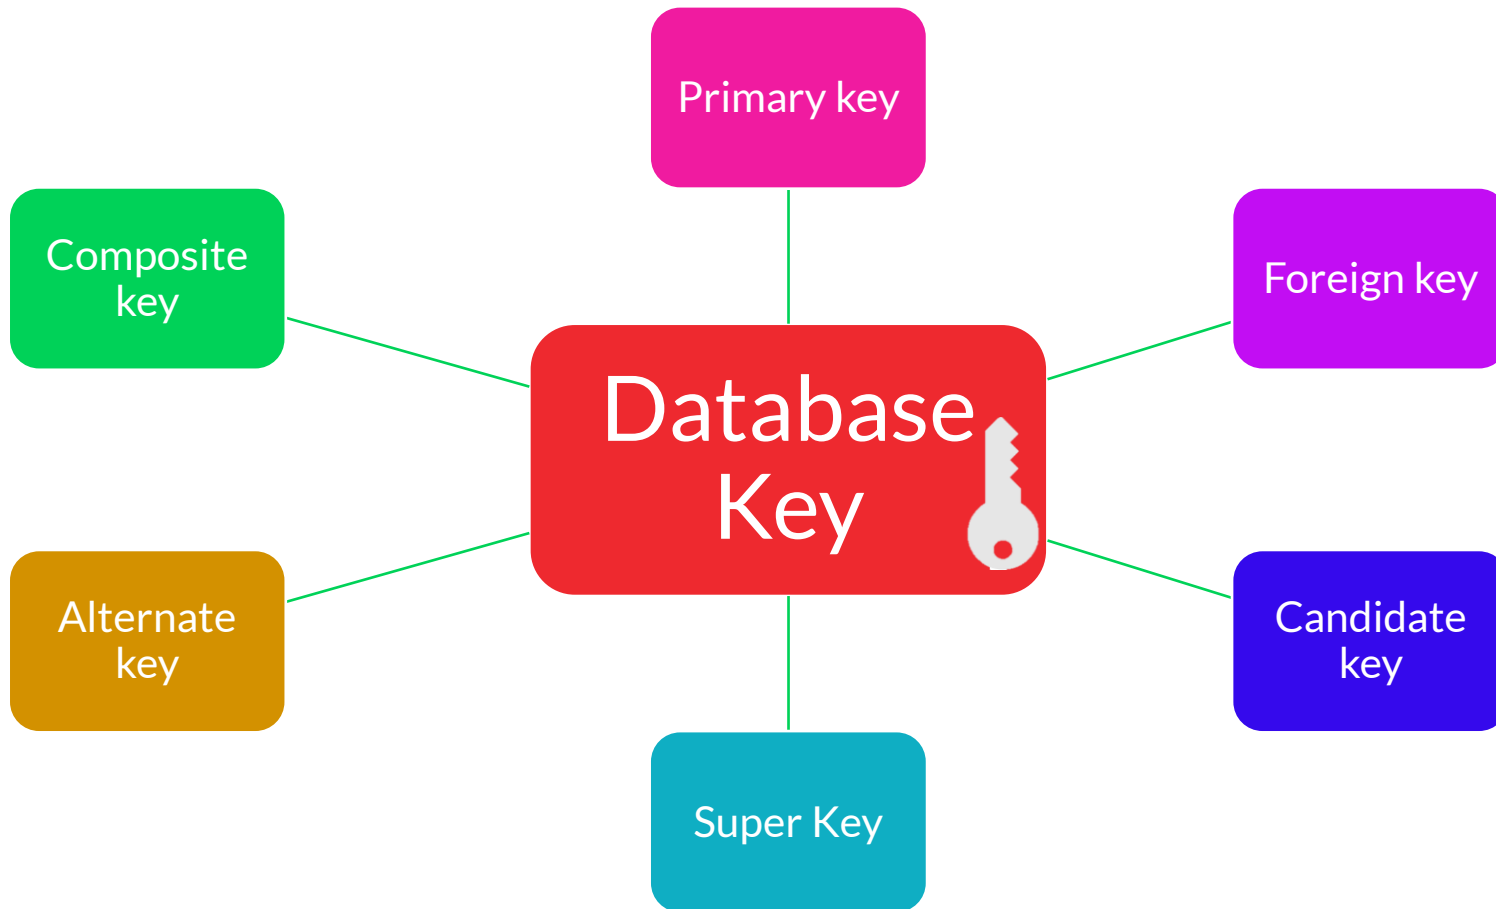 Primary key
Composite
key
Foreign key
Database
Key
Alternate
key
Candidate
key
Super Key